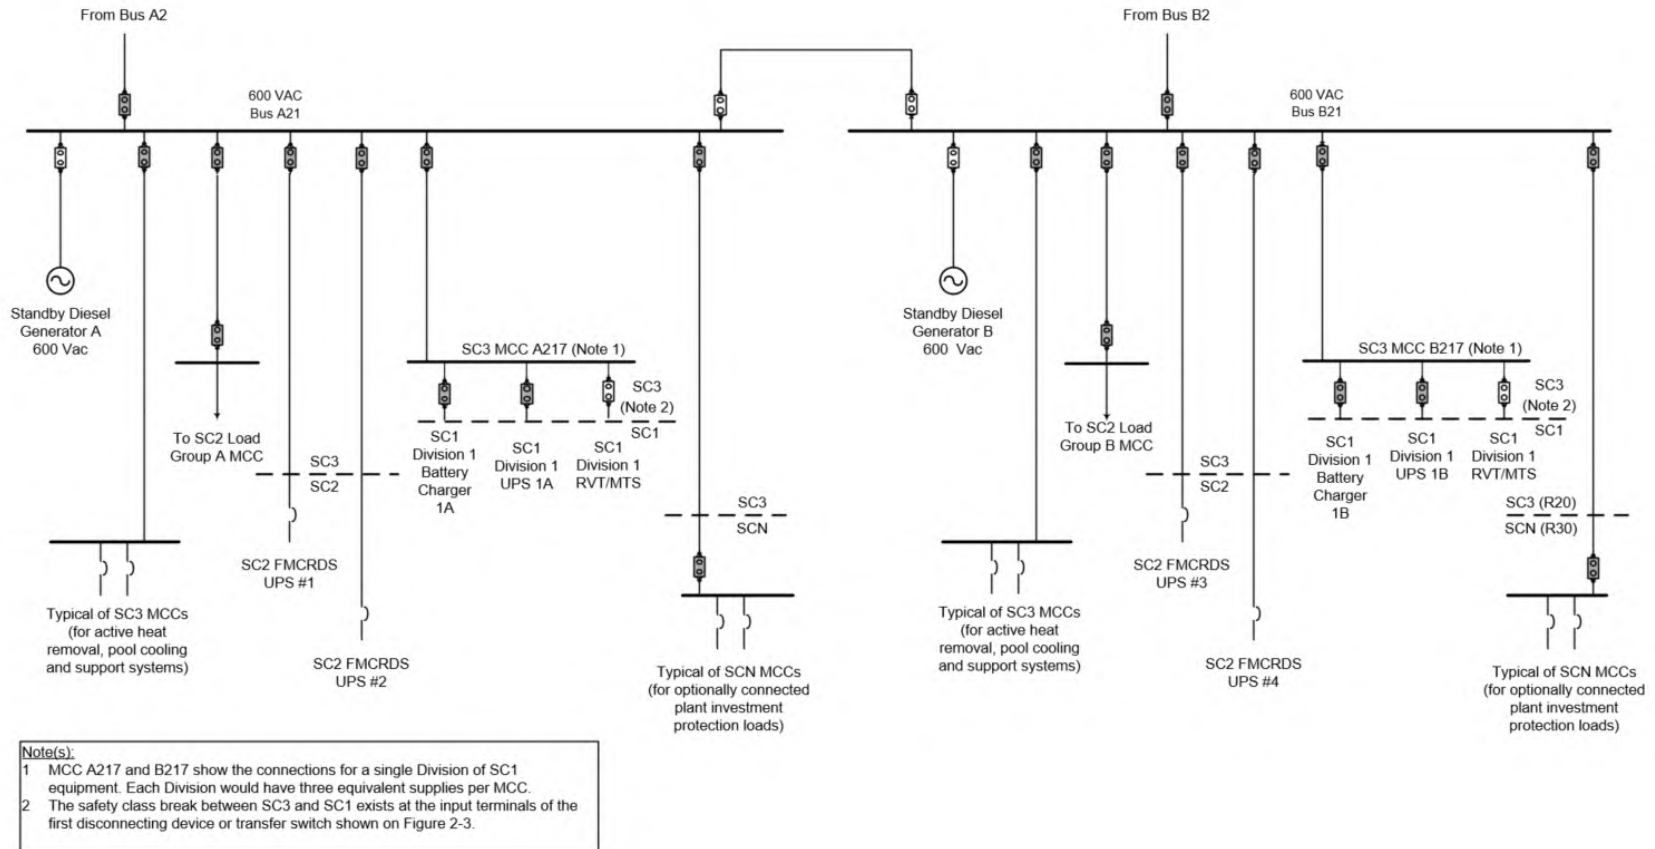 From Bus A2
From Bus B2
600 VAC
Bus A21
600 VAC
Bus B21
Standby Diesel
Generator A
600 Vac
To SC2 Load
Group A MCC
SC3 MCC A217 (Note 1)
SC3
(Note 2)
SC1
SC1
Division 1
Battery
Charger
1A
SC1
Division 1
UPS 1A
SC1
Division 1
RVT/MTS
SC3
SC2
SC3
SCN
SC2 FMCRDS
UPS #1
SC2 FMCRDS
UPS #2
Typical of SC3 MCCs
(for active heat
removal, pool cooling
and support systems)
Typical of SCN MCCs
(for optionally connected
plant investment
protection loads)
Standby Diesel
Generator B
600 Vac
To SC2 Load
Group B MCC
SC3 MCC B217 (Note 1)
SC3
(Note 2)
SC1
SC1
Division 1
Battery
Charger
1B
SC1
Division 1
UPS 1B
SC1
Division 1
RVT/MTS
SC3
SC2
SC3 (R20)
SCN (R30)
SC2 FMCRDS
UPS #3
SC2 FMCRDS
UPS #4
Typical of SC3 MCCs
(for active heat
removal, pool cooling
and support systems)
Typical of SCN MCCs
(for optionally connected
plant investment
protection loads)
Note(s):
1 MCC A217 and B217 show the connections for a single Division of SC1
equipment. Each Division would have three equivalent supplies per MCC.
2 The safety class break between SC3 and SC1 exists at the input terminals of the
first disconnecting device or transfer switch shown on Figure 2-3.